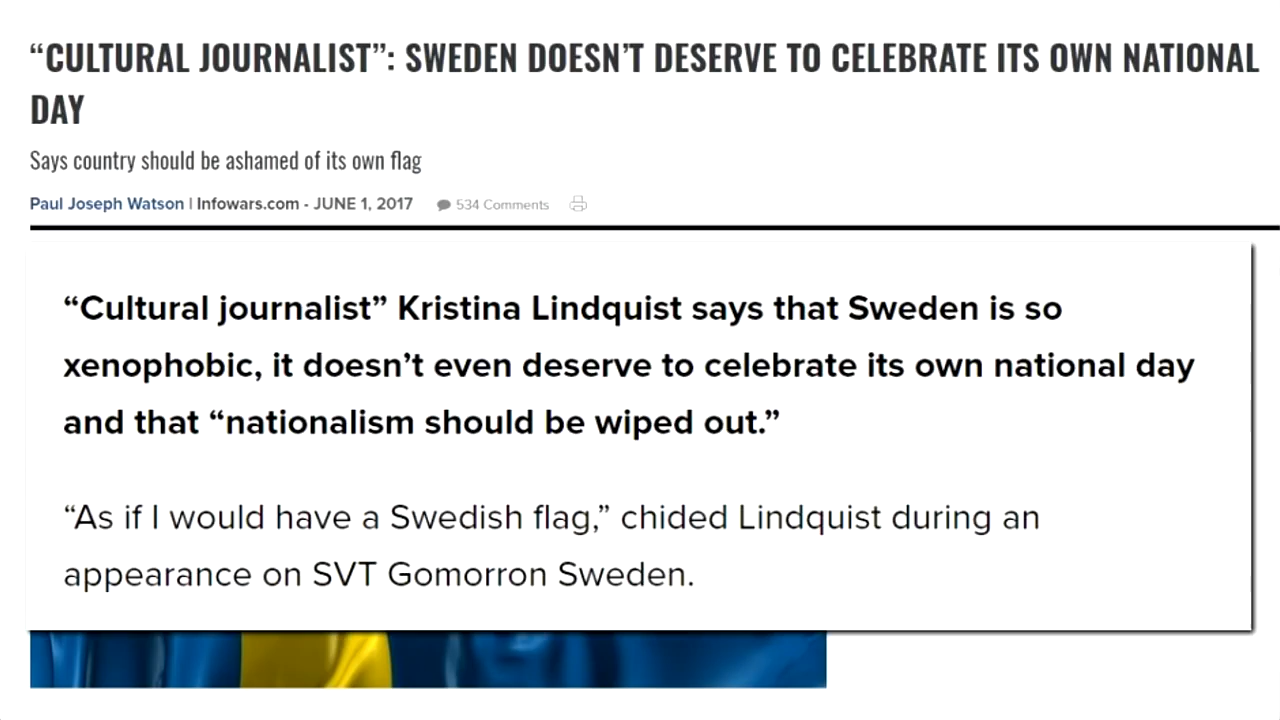 “CULTURAL JOURNALIST”: SWEDEN DOESN’T DESERVE TO CELEBRATE ITS OWN NATIONAL
DAY
Says country should be ashamed of its own flag
Paul Joseph Watson | Infowars.com - JUNE 1, 2017 534 Comments
“Cultural journalist” Kristina Lindquist says that Sweden is so
xenophobic, it doesn’t even deserve to celebrate its own national day
and that “nationalism should be wiped out.”
“As if I would have a Swedish flag,” chided Lindquist during an
appearance on SVT Gomorron Sweden.